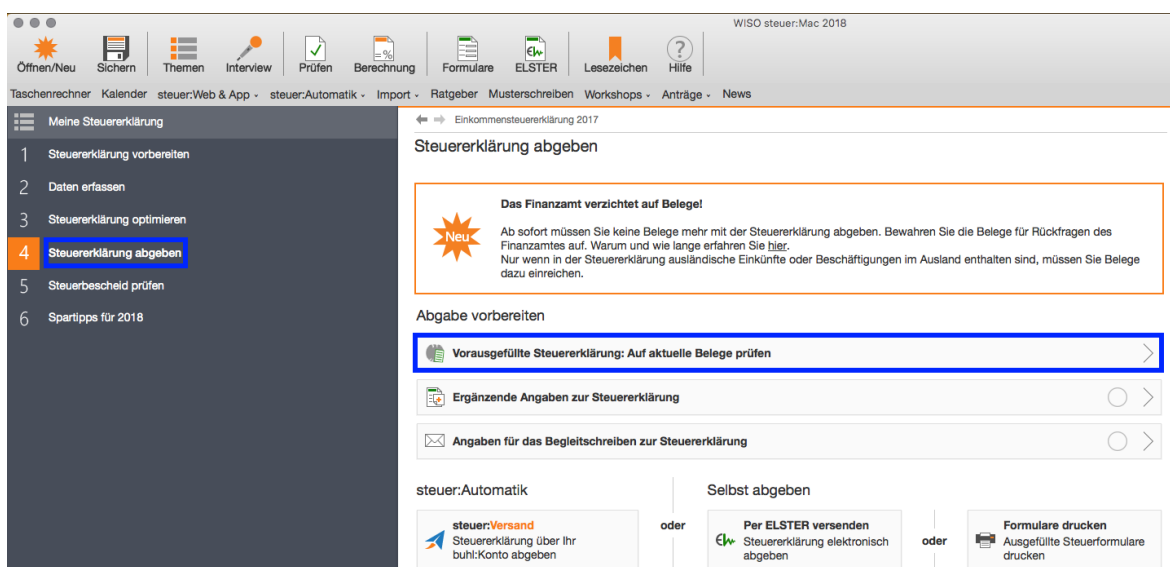 WISO steuer:Mac 2018
Öffnen/Neu Sichern Themen Interview Prüfen Berechnung Formulare ELSTER Lesezeichen Hilfe
Taschenrechner Kalender steuer:Web & App steuer:Automatik Import Ratgeber Musterschreiben Workshops Anträge News
Meine Steuererklärung
1 Steuererklärung vorbereiten
2 Daten erfassen
3 Steuererklärung optimieren
4 Steuererklärung abgeben
5 Steuerbescheid prüfen
6 Spartipps für 2018
Einkommensteuererklärung 2017
Steuererklärung abgeben
Neu
Das Finanzamt verzichtet auf Belege!
Ab sofort müssen Sie keine Belege mehr mit der Steuererklärung abgeben. Bewahren Sie die Belege für Rückfragen des
Finanzamtes auf. Warum und wie lange erfahren Sie hier.
Nur wenn in der Steuererklärung ausländische Einkünfte oder Beschäftigungen im Ausland enthalten sind, müssen Sie Belege
dazu einreichen.
Abgabe vorbereiten
Vorausgefüllte Steuererklärung: Auf aktuelle Belege prüfen
Ergänzende Angaben zur Steuererklärung
Angaben für das Begleitschreiben zur Steuererklärung
steuer:Automatik
steuer:Versand
Steuererklärung über Ihr
buhl:Konto abgeben
oder
Selbst abgeben
Per ELSTER versenden
Steuererklärung elektronisch
abgeben
oder
Formulare drucken
Ausgefüllte Steuerformulare
drucken